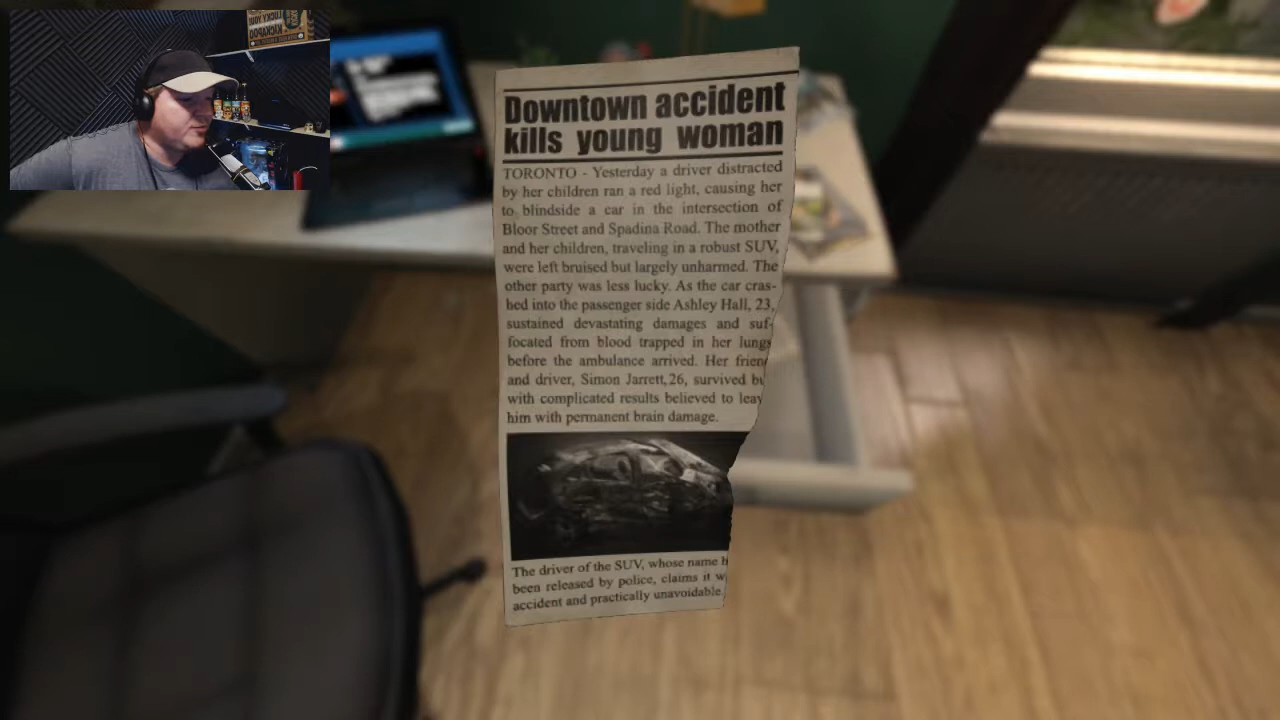 Downtown accident
kills young woman
TORONTO - Yesterday a driver distracted
by her children ran a red light, causing her
to blindside a car in the intersection of
Bloor Street and Spadina Road. The mother
and her children, traveling in a robust SUV,
were left bruised but largely unharmed. The
other party was less lucky. As the car cras-
hed into the passenger side Ashley Hall, 23,
sustained devastating damages and suf-
focated from blood trapped in her lungs
before the ambulance arrived. Her frien
and driver, Simon Jarrett, 26, survived bu
with complicated results believed to leav
him with permanent brain damage.
The driver of the SUV, whose name h
been released by police, claims it w
accident and practically unavoidable.
KICKAPOO
LUCKY YOU!